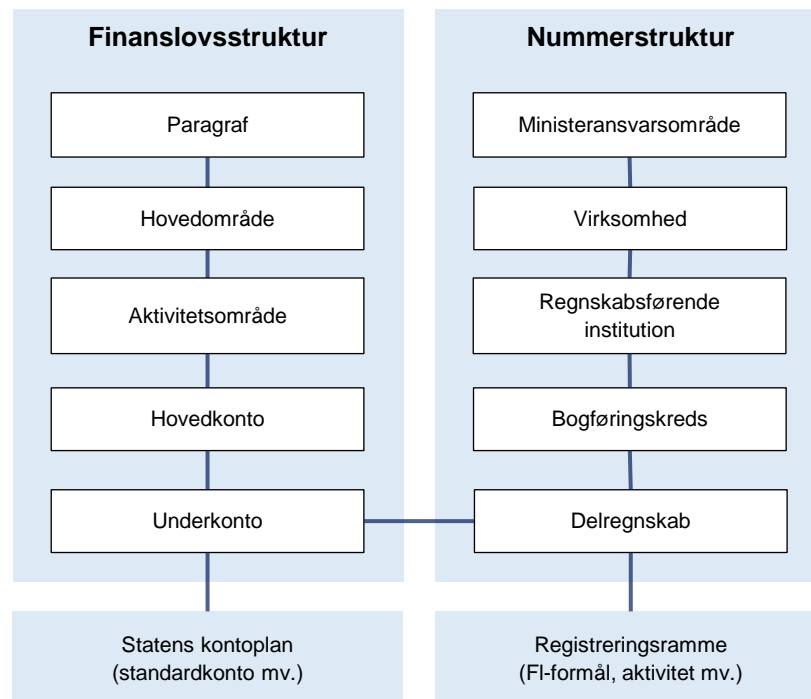 Finanslovsstruktur
Paragraf
Hovedområde
Aktivitetsområde
Hovedkonto
Underkonto
Statens kontoplan
(standardkonto mv.)
Nummerstruktur
Ministeransvarsområde
Virksomhed
Regnskabsførende
institution
Bogføringskreds
Delregnskab
Registreringsramme
(Fl-formål, aktivitet mv.)